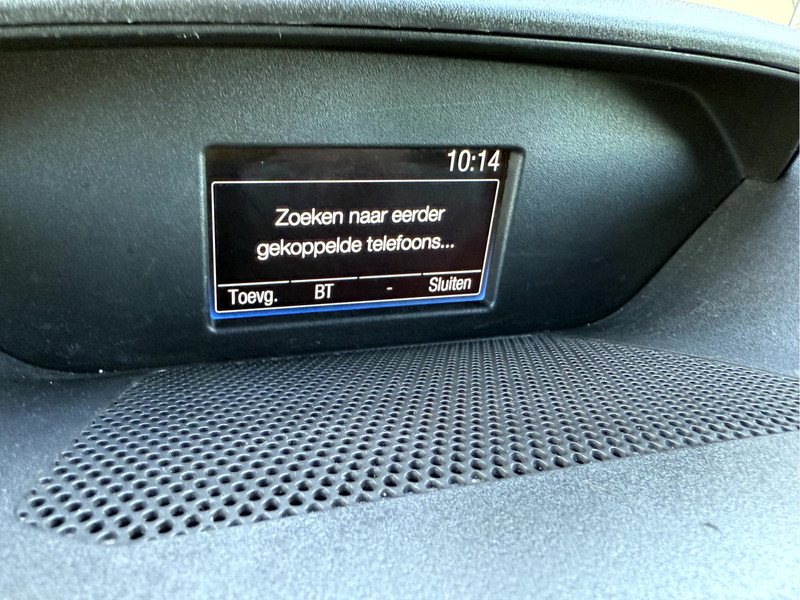 10:14
Zoeken naar eerder
gekoppelde telefoons...
Toevg. BT - Sluiten